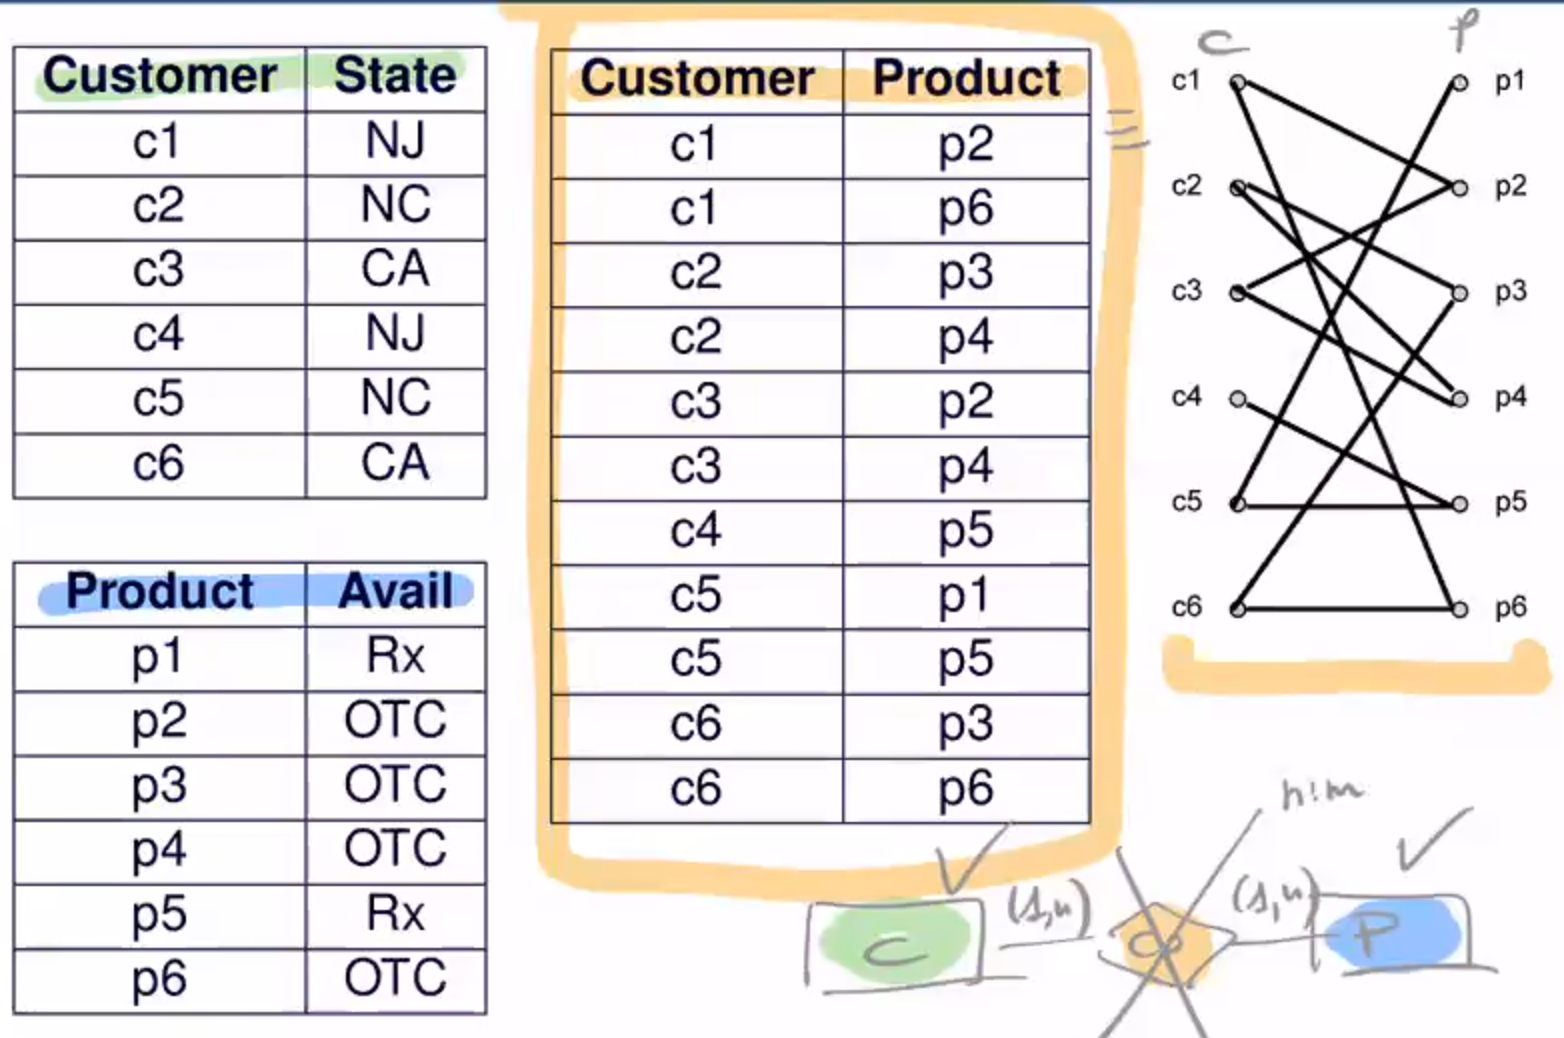 Customer State
c1 NJ
c2 NC
c3 CA
c4 NJ
c5 NC
c6 CA
Product Avail
p1 Rx
p2 OTC
p3 OTC
p4 OTC
p5 Rx
p6 OTC
Customer Product
c1 p2
c1 p6
c2 p3
c2 p4
c3 p2
c3 p4
c4 p5
c5 p1
c5 p5
c6 p3
c6 p6
C P
c1 p1
c2 p2
c3 p3
c4 p4
c5 p5
c6 p6
n:m
C (1,n) (1,n) P